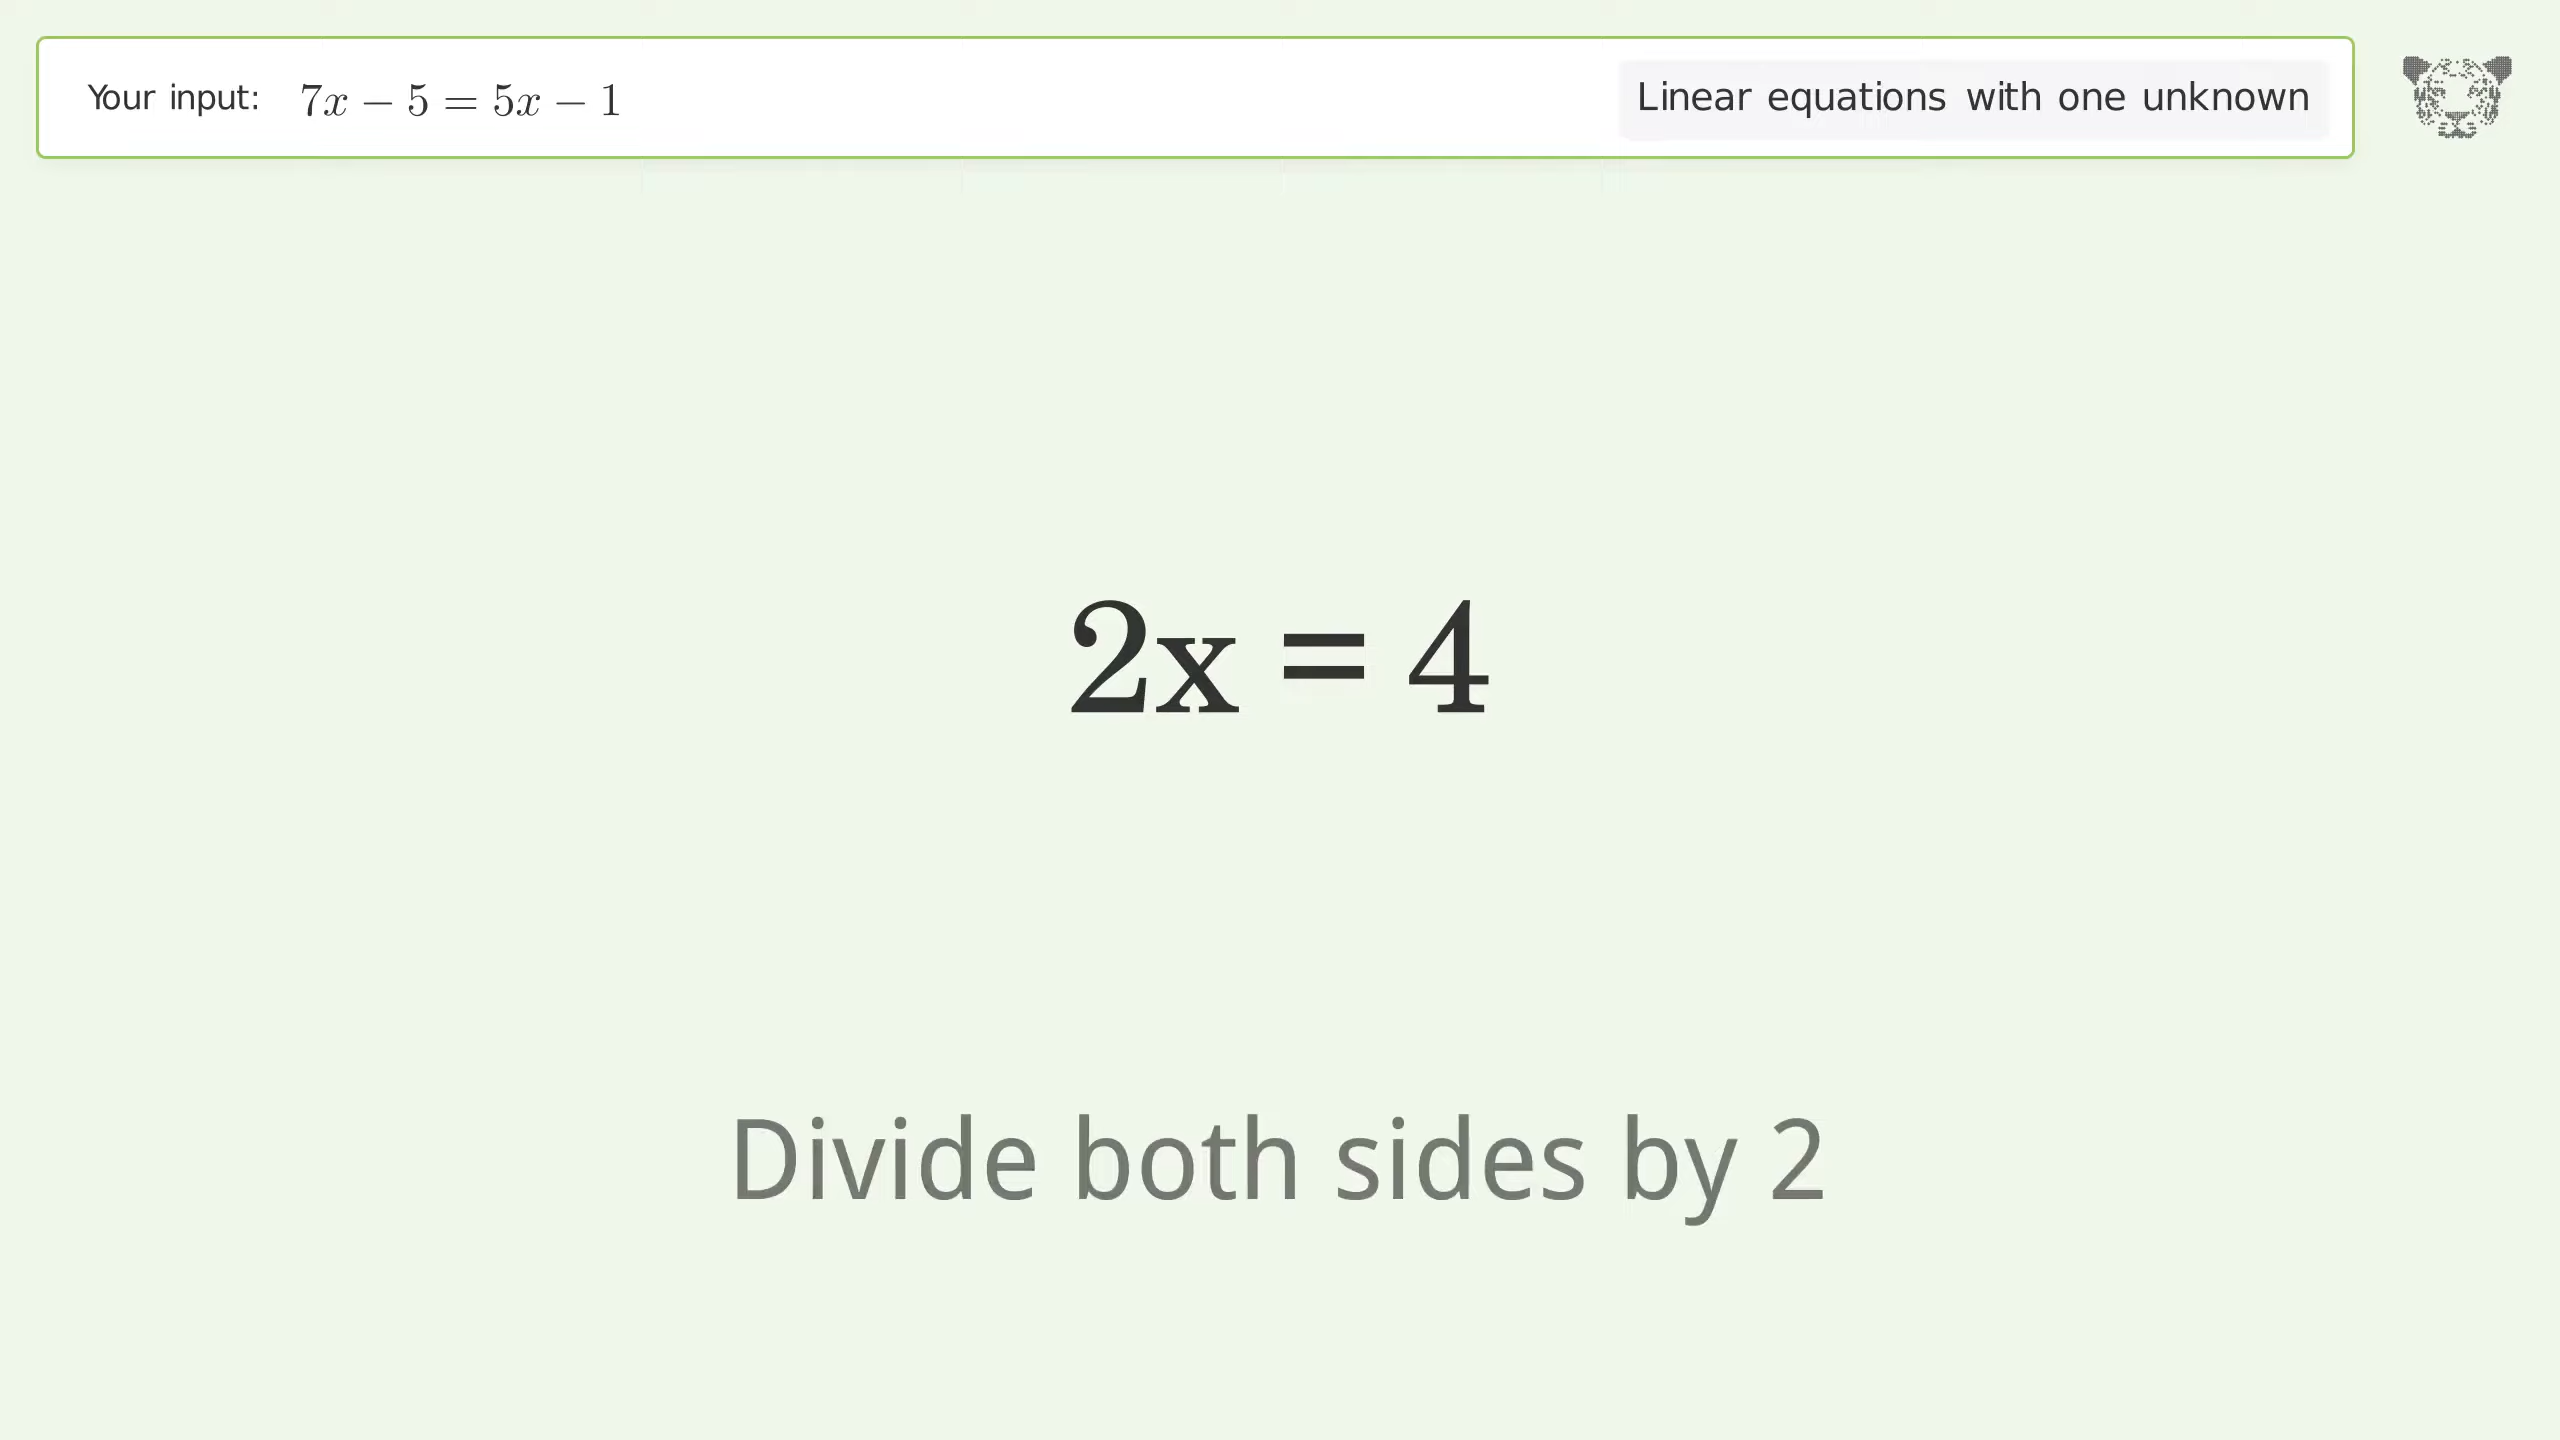 Your input: 7x − 5 = 5x − 1
Linear equations with one unknown
2x = 4
Divide both sides by 2